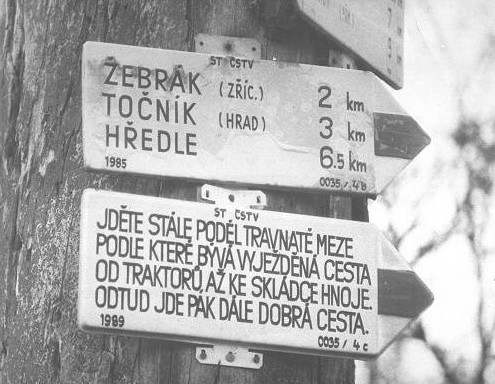 ST ČSTV
ŽEBRÁK (ZŘÍC.) 2 km
TOČNÍK (HRAD) 3 km
HŘEDLE 6.5 km
1985 0035/4b
ST ČSTV
JDĚTE STÁLE PODÉL TRAVNATÉ MEZE
PODLE KTERÉ BÝVÁ VYJEŽDĚNÁ CESTA
OD TRAKTORŮ, AŽ KE SKLÁDCE HNOJE.
ODTUD JDE PAK DÁLE DOBRÁ CESTA.
1989 0035/4c